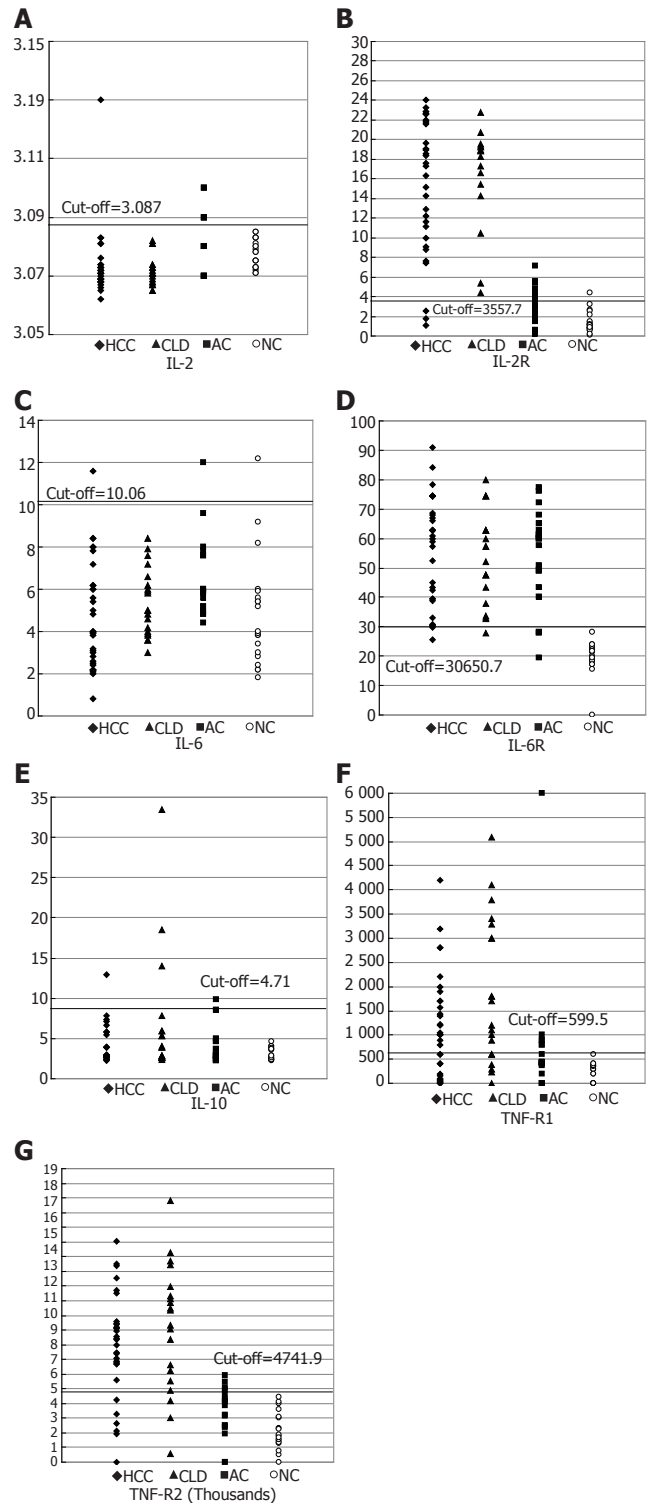 A
3.15
3.19
3.11
3.09
3.07
3.05
Cut-off=3.087
HCC CLD AC NC
IL-2
B
30
28
26
24
22
20
18
16
14
12
10
8
6
4
2
0
Cut-off=3557.7
HCC CLD AC NC
IL-2R
C
14
12
10
8
6
4
2
0
Cut-off=10.06
HCC CLD AC NC
IL-6
D
100
90
80
70
60
50
40
30
20
10
0
Cut-off=30650.7
HCC CLD AC NC
IL-6R
E
35
30
25
20
15
10
5
0
Cut-off=4.71
HCC CLD AC NC
IL-10
F
6 000
5 500
5 000
4 500
4 000
3 500
3 000
2 500
2 000
1 500
1 000
500
0
Cut-off=599.5
HCC CLD AC NC
TNF-R1
G
19
18
17
16
15
14
13
12
11
10
9
8
7
6
5
4
3
2
1
0
Cut-off=4741.9
HCC CLD AC NC
TNF-R2 (Thousands)